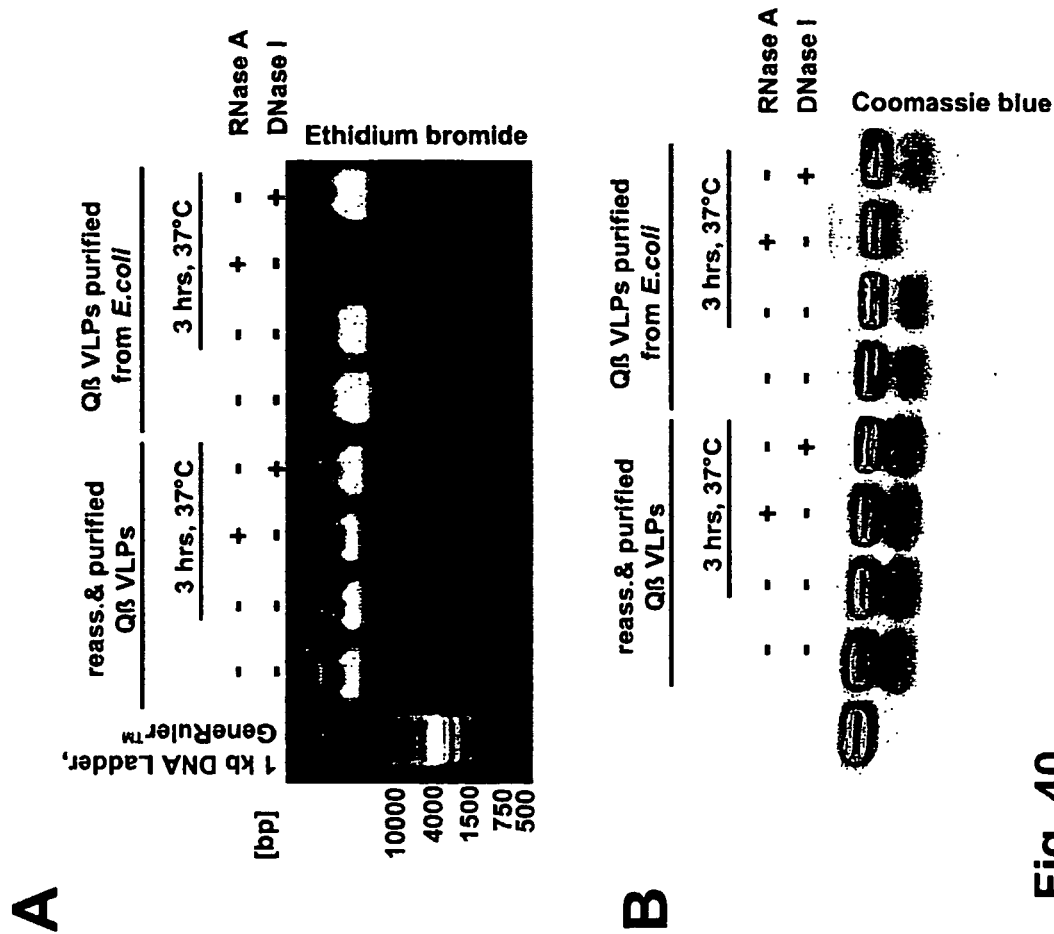 A
reass.& purified
Qß VLPs
Qß VLPs purified
from E.coli
3 hrs, 37°C
3 hrs, 37°C
- - + - - - + - RNase A
- - - + - - - + DNase I
1 kb DNA Ladder,
GeneRuler™
[bp]
10000
4000
1500
750
500
Ethidium bromide
B
reass.& purified
Qß VLPs
Qß VLPs purified
from E.coli
3 hrs, 37°C
3 hrs, 37°C
- - + - - - + - RNase A
- - - + - - - + DNase I
Coomassie blue
Fig. 40